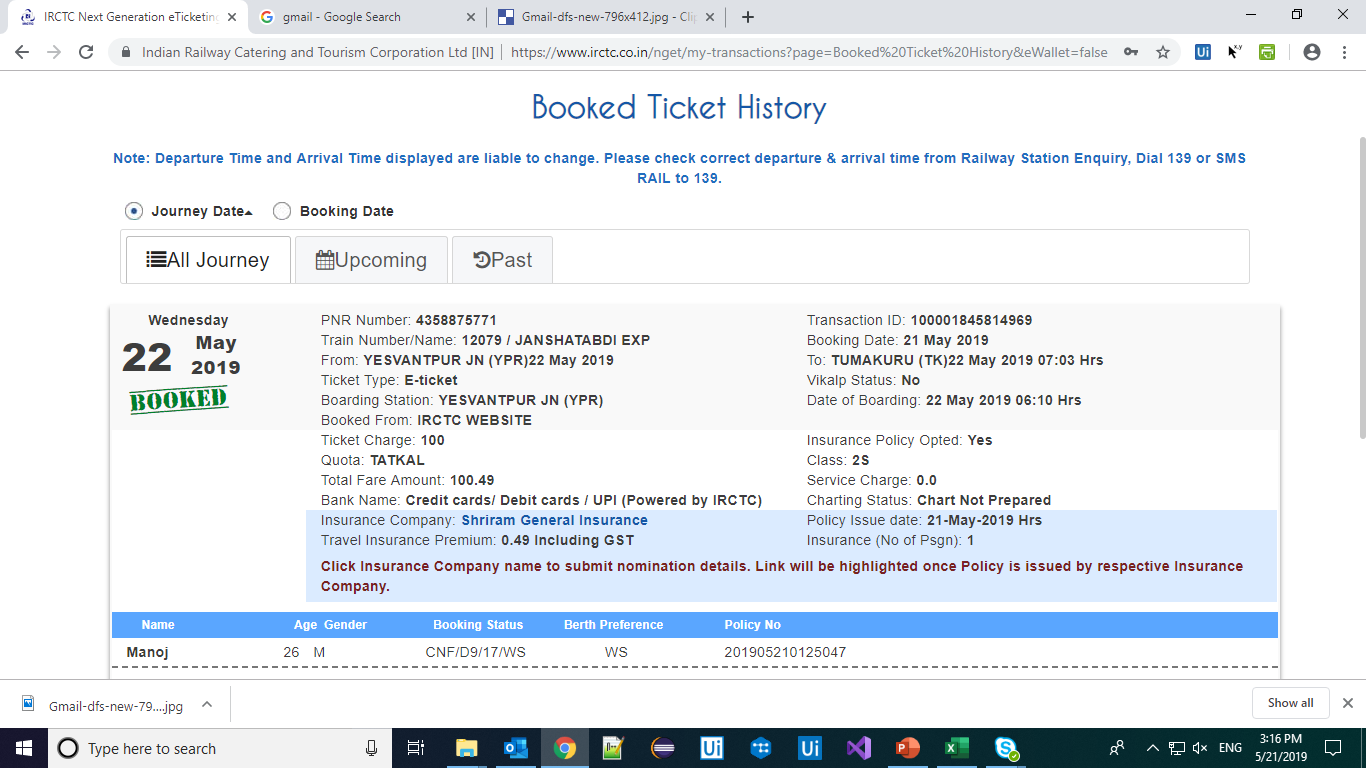 IRCTC Next Generation eTicketing
gmail - Google Search
Gmail-dfs-new-796x412.jpg - Cli
Indian Railway Catering and Tourism Corporation Ltd [IN] | https://www.irctc.co.in/nget/my-transactions?page=Booked%20Ticket%20History&eWallet=false
Booked Ticket History
Note: Departure Time and Arrival Time displayed are liable to change. Please check correct departure & arrival time from Railway Station Enquiry, Dial 139 or SMS
RAIL to 139.
Journey Date Booking Date
All Journey Upcoming Past
Wednesday
22 May
2019
BOOKED
PNR Number: 4358875771 Transaction ID: 100001845814969
Train Number/Name: 12079 / JANSHATABDI EXP Booking Date: 21 May 2019
From: YESVANTPUR JN (YPR)22 May 2019 To: TUMAKURU (TK)22 May 2019 07:03 Hrs
Ticket Type: E-ticket Vikalp Status: No
Boarding Station: YESVANTPUR JN (YPR) Date of Boarding: 22 May 2019 06:10 Hrs
Booked From: IRCTC WEBSITE
Ticket Charge: 100 Insurance Policy Opted: Yes
Quota: TATKAL Class: 2S
Total Fare Amount: 100.49 Service Charge: 0.0
Bank Name: Credit cards/ Debit cards / UPI (Powered by IRCTC) Charting Status: Chart Not Prepared
Insurance Company: Shriram General Insurance Policy Issue date: 21-May-2019 Hrs
Travel Insurance Premium: 0.49 Including GST Insurance (No of Psgn): 1
Click Insurance Company name to submit nomination details. Link will be highlighted once Policy is issued by respective Insurance
Company.
Name Age Gender Booking Status Berth Preference Policy No
Manoj 26 M CNF/D9/17/WS WS 201905210125047
Gmail-dfs-new-79....jpg Show all
Type here to search
ENG
3:16 PM
5/21/2019